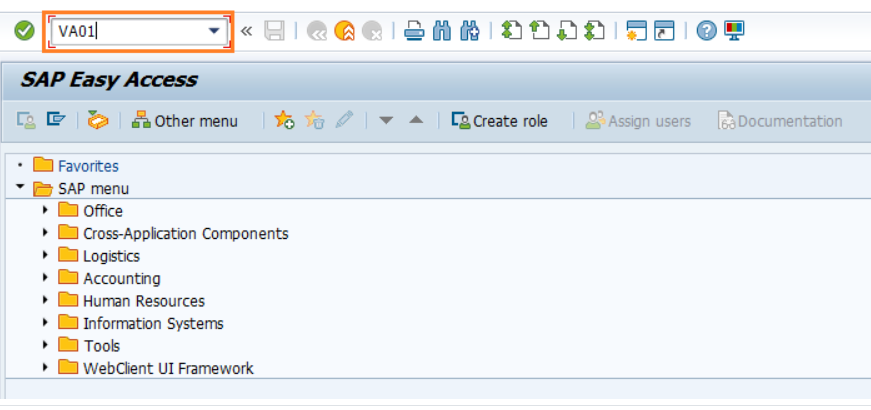 VA01
SAP Easy Access
Other menu Create role Assign users Documentation
Favorites
SAP menu
Office
Cross-Application Components
Logistics
Accounting
Human Resources
Information Systems
Tools
WebClient UI Framework